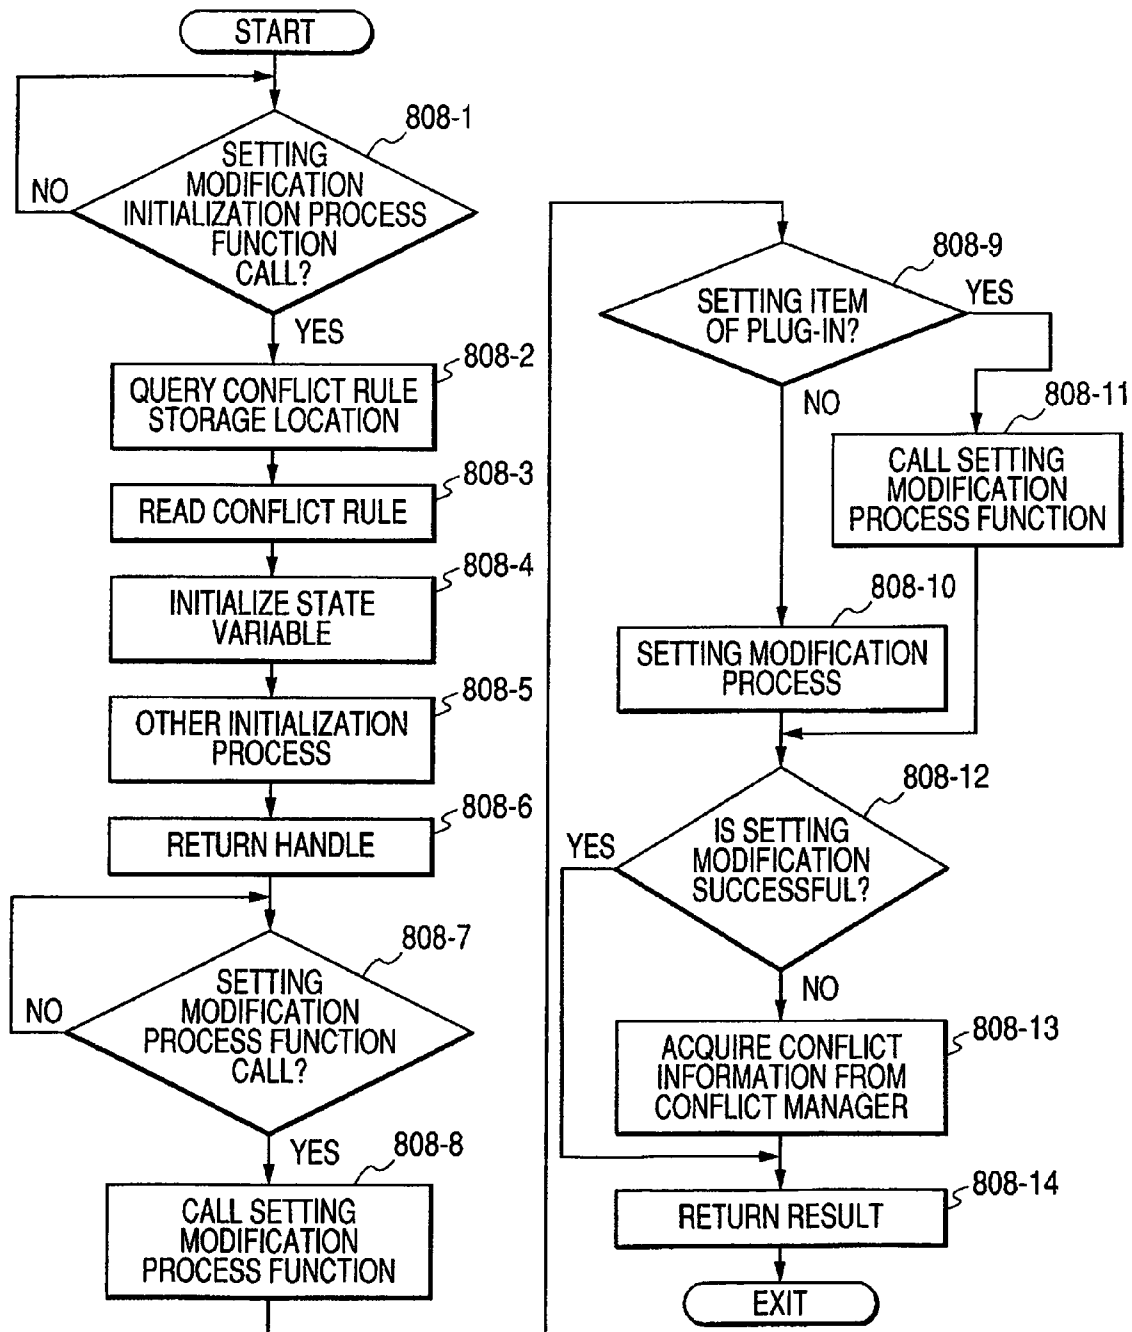 START
808-1
SETTING
MODIFICATION
INITIALIZATION PROCESS
FUNCTION
CALL?
NO
YES
808-2
QUERY CONFLICT RULE
STORAGE LOCATION
808-3
READ CONFLICT RULE
808-4
INITIALIZE STATE
VARIABLE
808-5
OTHER INITIALIZATION
PROCESS
808-6
RETURN HANDLE
808-7
SETTING
MODIFICATION
PROCESS FUNCTION
CALL?
NO
YES
808-8
CALL SETTING
MODIFICATION
PROCESS FUNCTION
808-9
SETTING ITEM
OF PLUG-IN?
YES
NO
808-11
CALL SETTING
MODIFICATION
PROCESS FUNCTION
808-10
SETTING MODIFICATION
PROCESS
808-12
IS SETTING
MODIFICATION
SUCCESSFUL?
YES
NO
808-13
ACQUIRE CONFLICT
INFORMATION FROM
CONFLICT MANAGER
808-14
RETURN RESULT
EXIT